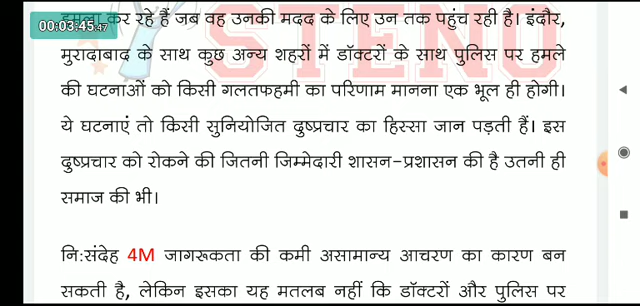 हमला कर रहे हैं जब वह उनकी मदद के लिए उन तक पहुंच रही है। इंदौर,
00:03:45.47
मुरादाबाद के साथ कुछ अन्य शहरों में डॉक्टरों के साथ पुलिस पर हमले
की घटनाओं को किसी गलतफहमी का परिणाम मानना एक भूल ही होगी।
ये घटनाएं तो किसी सुनियोजित दुष्प्रचार का हिस्सा जान पड़ती हैं। इस
दुष्प्रचार को रोकने की जितनी जिम्मेदारी शासन-प्रशासन की है उतनी ही
समाज की भी।
नि:संदेह 4M जागरूकता की कमी असामान्य आचरण का कारण बन
सकती है, लेकिन इसका यह मतलब नहीं कि डॉक्टरों और पुलिस पर
STENO